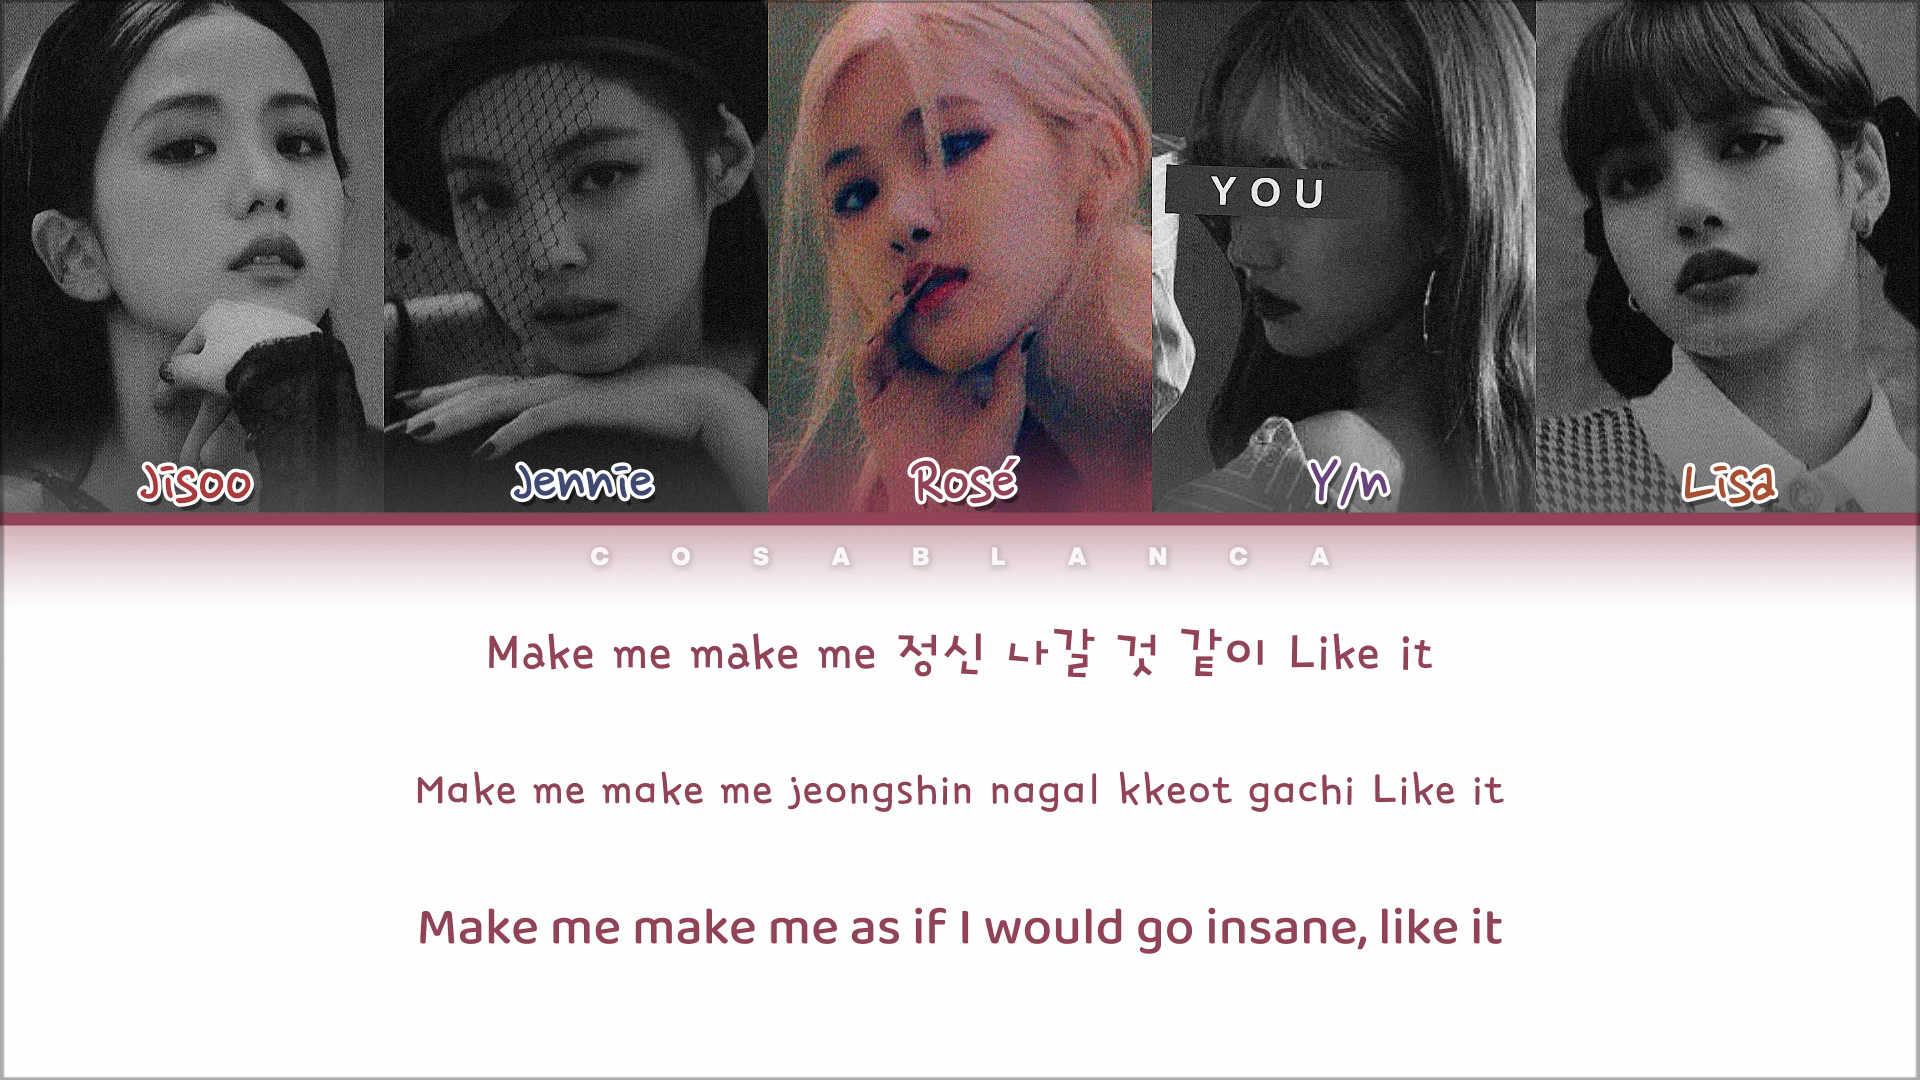 YOU
Jisoo
Jennie
Rosé
Y/n
Lisa
COSABLANCA
Make me make me 정신 나갈 것 같이 Like it
Make me make me jeongshin nagal kkeot gachi Like it
Make me make me as if I would go insane, like it